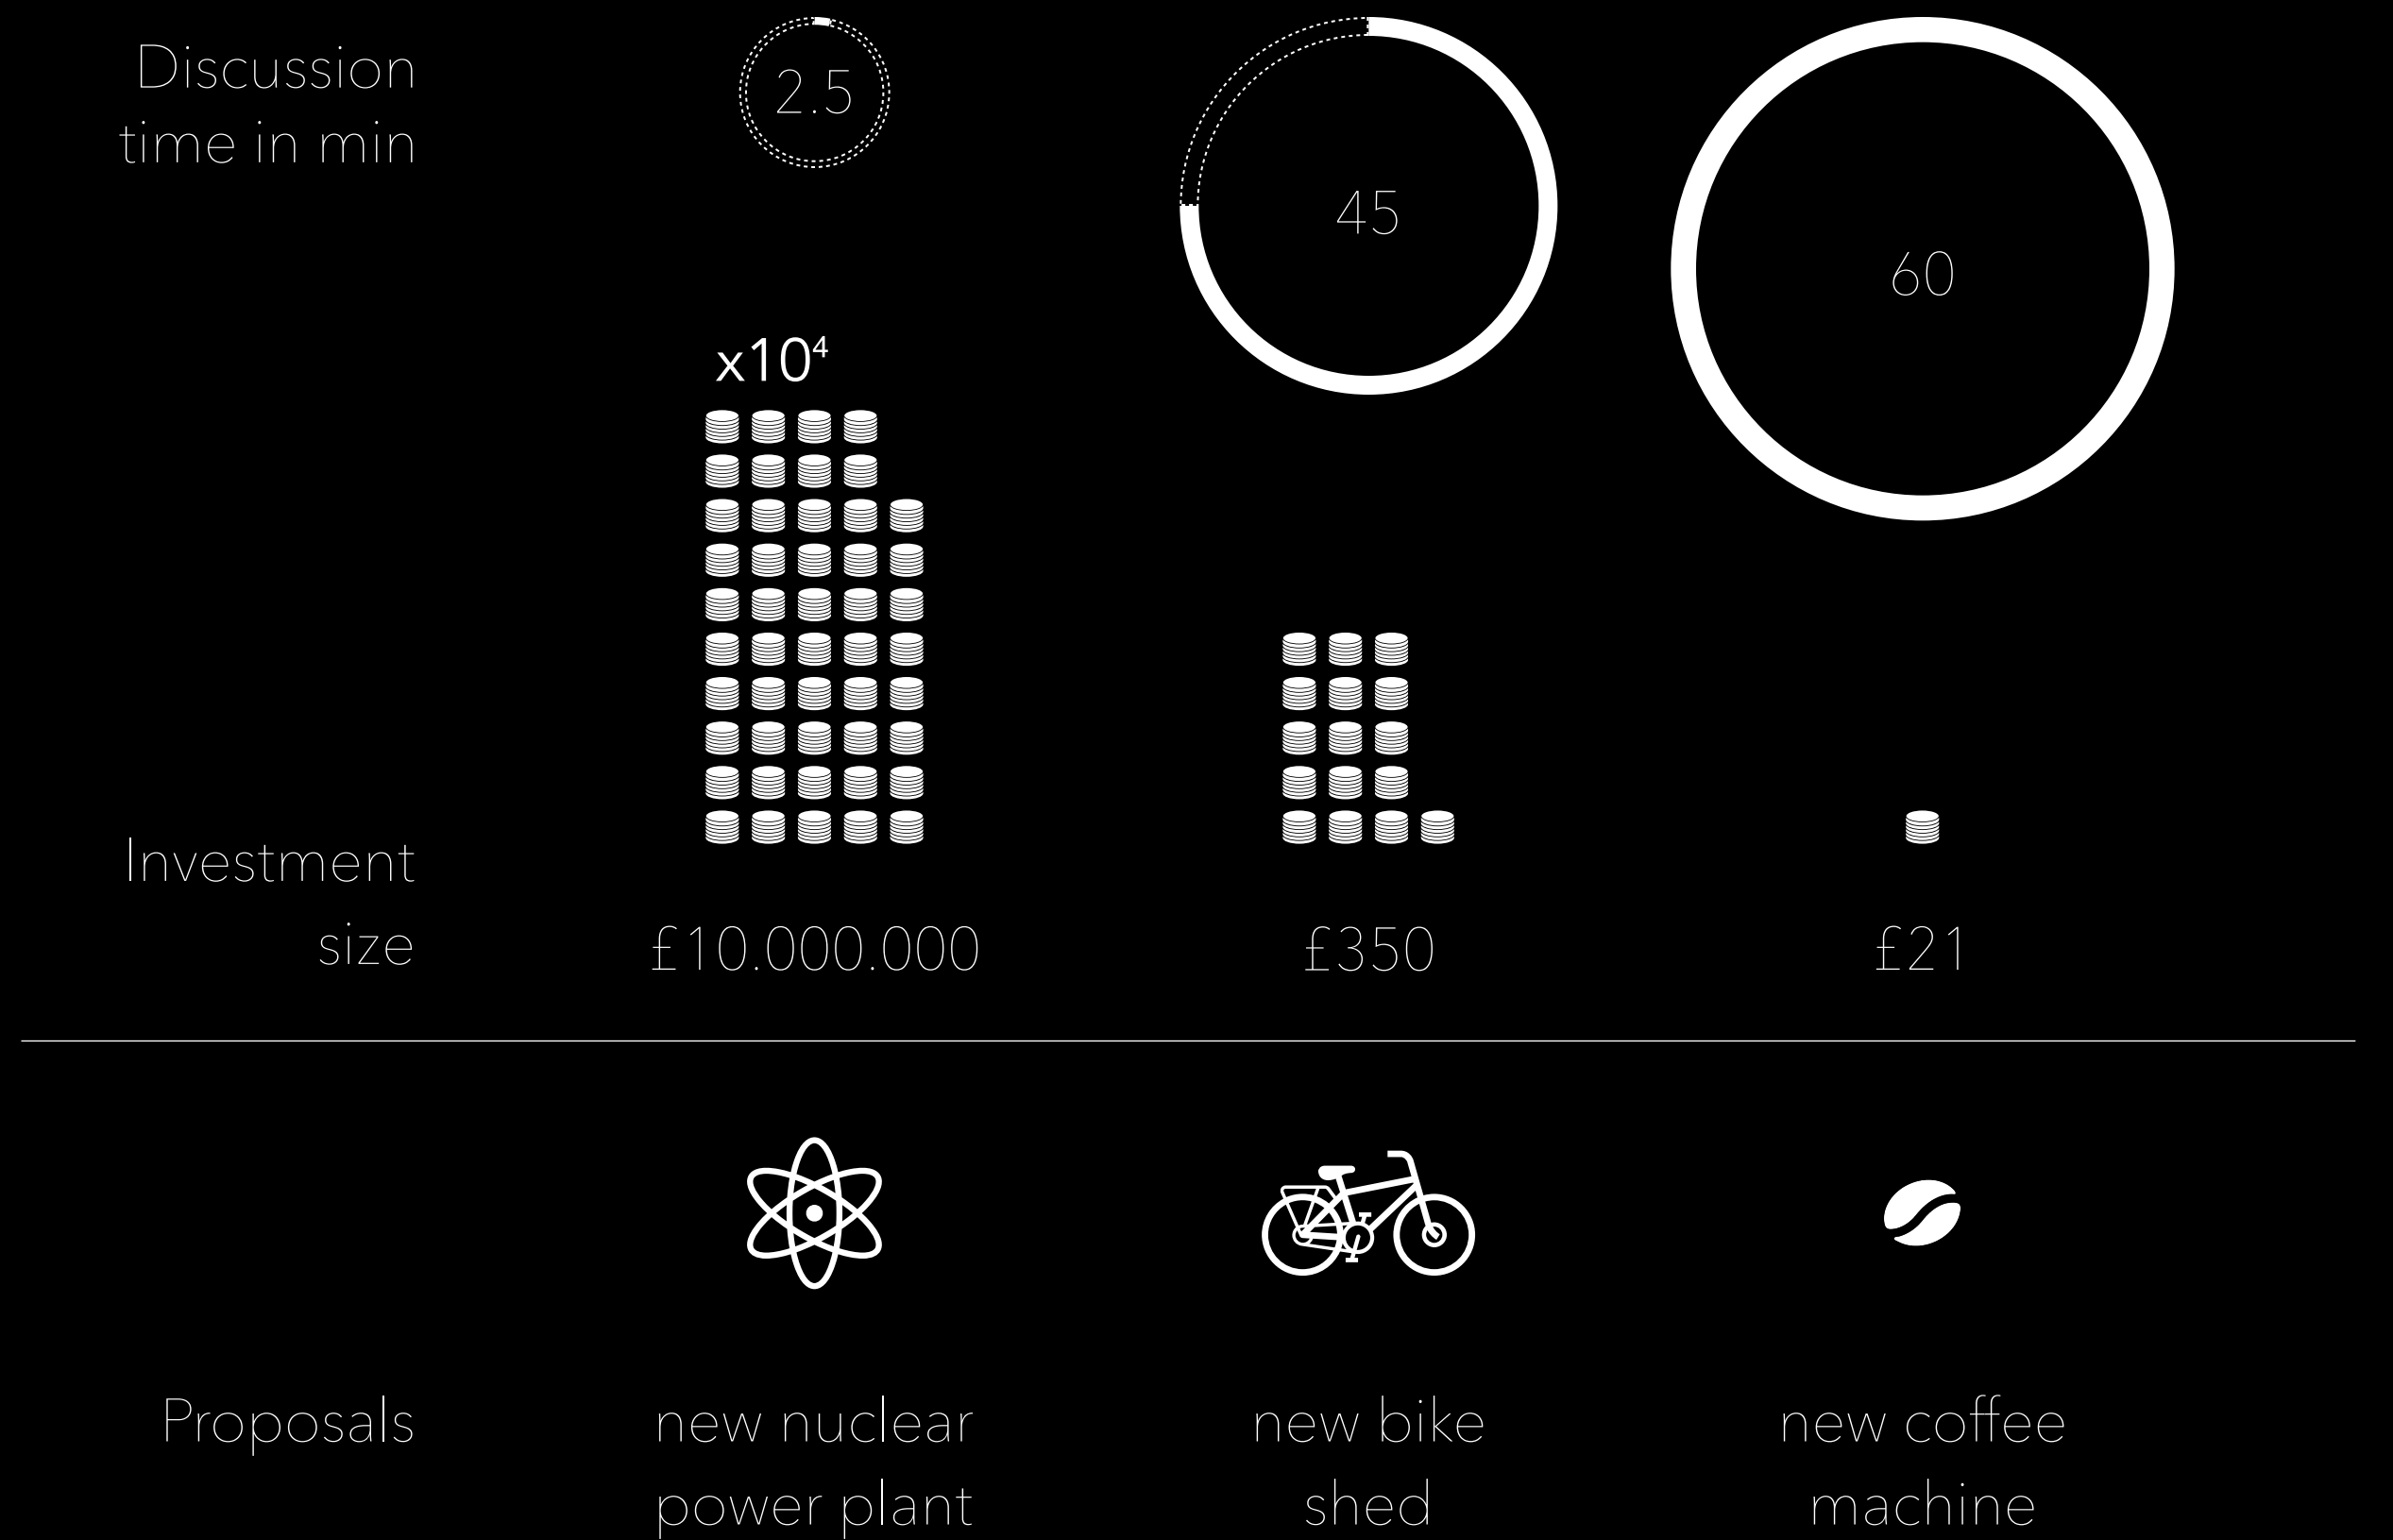 Discussion
time in min
2.5
45
60
x10⁴
Investment
size
£10.000.000
£350
£21
Proposals
new nuclear
power plant
new bike
shed
new coffee
machine